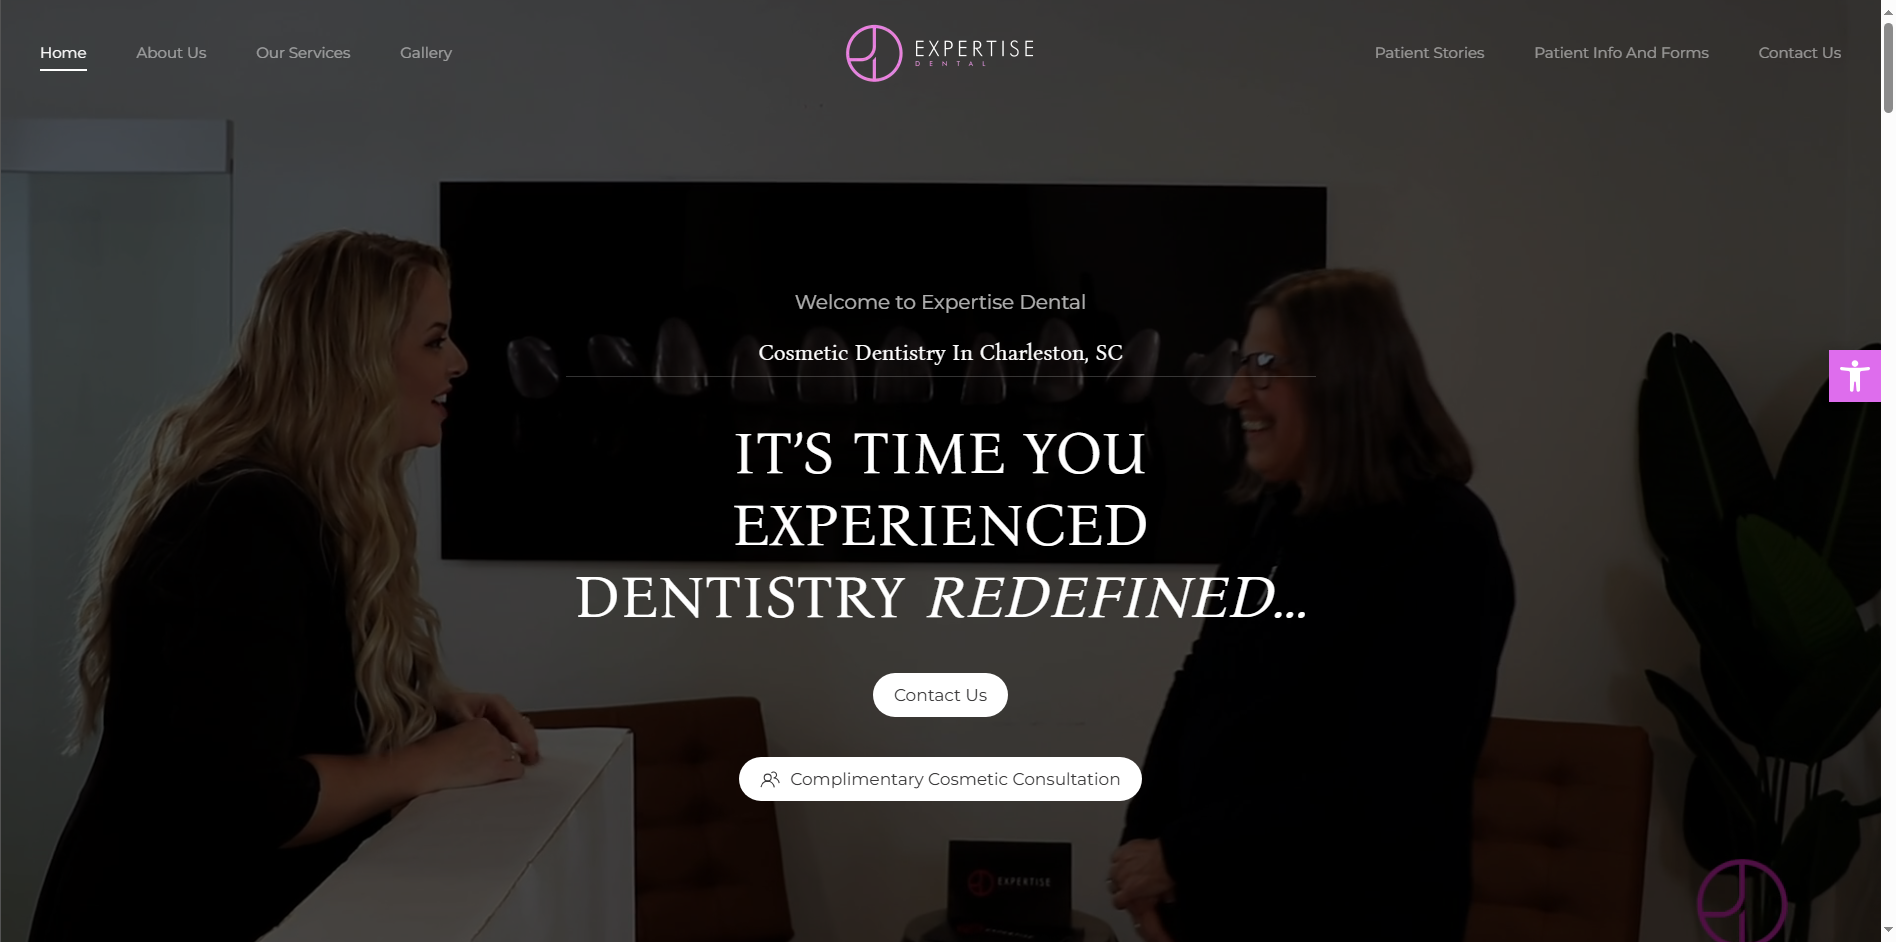 Home
About Us
Our Services
Gallery
EXPERTISE
DENTAL
Patient Stories
Patient Info And Forms
Contact Us
Welcome to Expertise Dental
Cosmetic Dentistry In Charleston, SC
IT’S TIME YOU
EXPERIENCED
DENTISTRY REDEFINED...
Contact Us
Complimentary Cosmetic Consultation
EXPERTISE